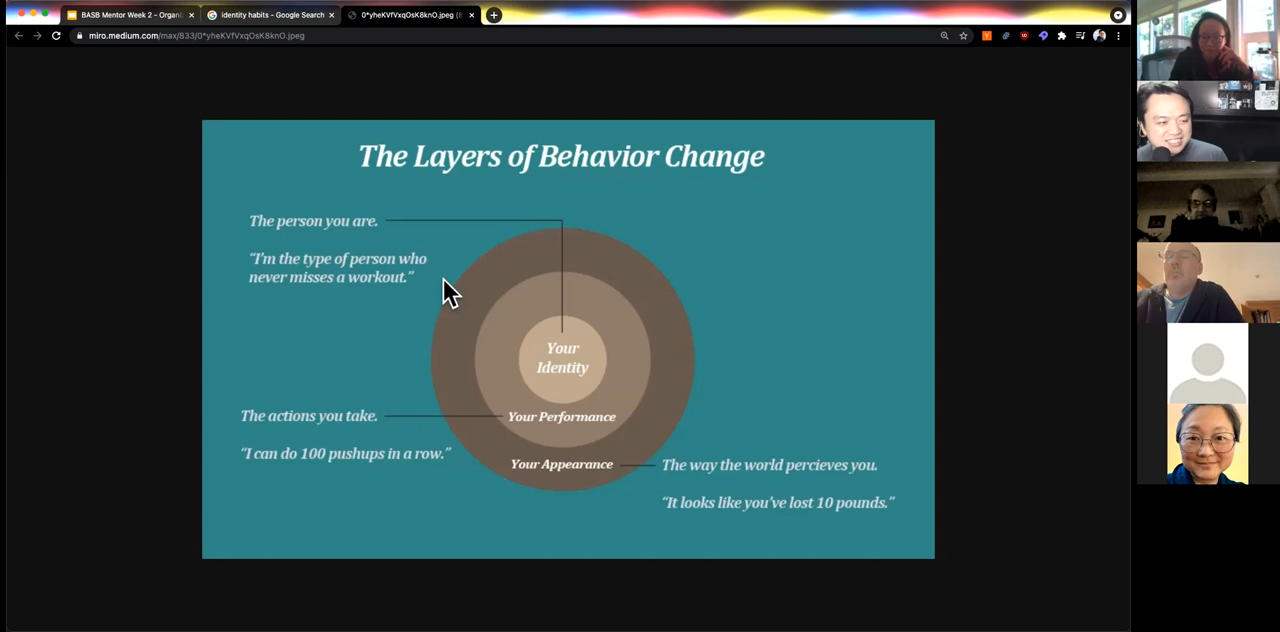 BASB Mentor Week 2 - Organi
identity habits - Google Search
0*yheKVfVxqOsK8knO.jpeg (8
miro.medium.com/max/833/0*yheKVfVxqOsK8knO.jpeg
The Layers of Behavior Change
The person you are.
“I’m the type of person who
never misses a workout.”
Your
Identity
The actions you take.
Your Performance
“I can do 100 pushups in a row.”
Your Appearance
The way the world percieves you.
“It looks like you’ve lost 10 pounds.”